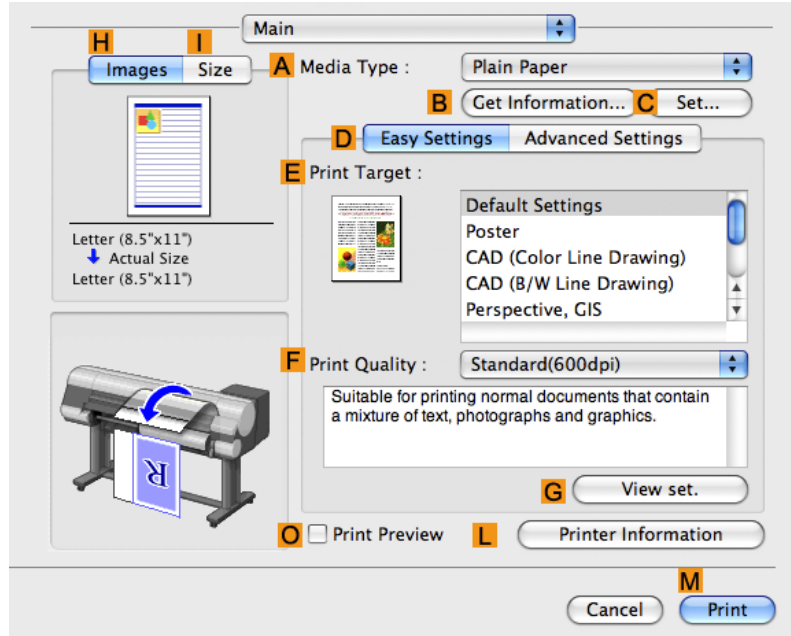 Main
H
I
Images
Size
A
Media Type :
Plain Paper
B
Get Information...
C
Set...
D
Easy Settings
Advanced Settings
E
Print Target :
Default Settings
Poster
CAD (Color Line Drawing)
CAD (B/W Line Drawing)
Perspective, GIS
Letter (8.5"x11")
Actual Size
Letter (8.5"x11")
F
Print Quality :
Standard(600dpi)
Suitable for printing normal documents that contain
a mixture of text, photographs and graphics.
R
G
View set.
O
Print Preview
L
Printer Information
M
Cancel
Print